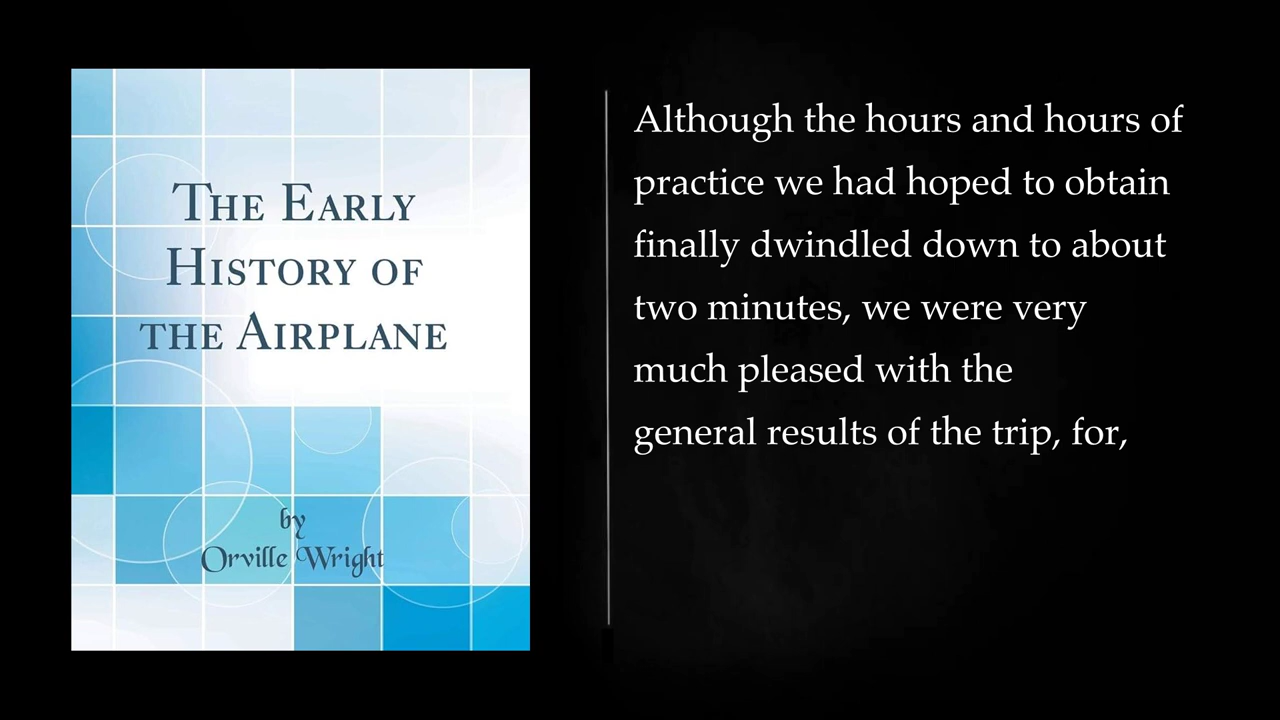 The Early
History of
the Airplane
by
Orville Wright
Although the hours and hours of
practice we had hoped to obtain
finally dwindled down to about
two minutes, we were very
much pleased with the
general results of the trip, for,